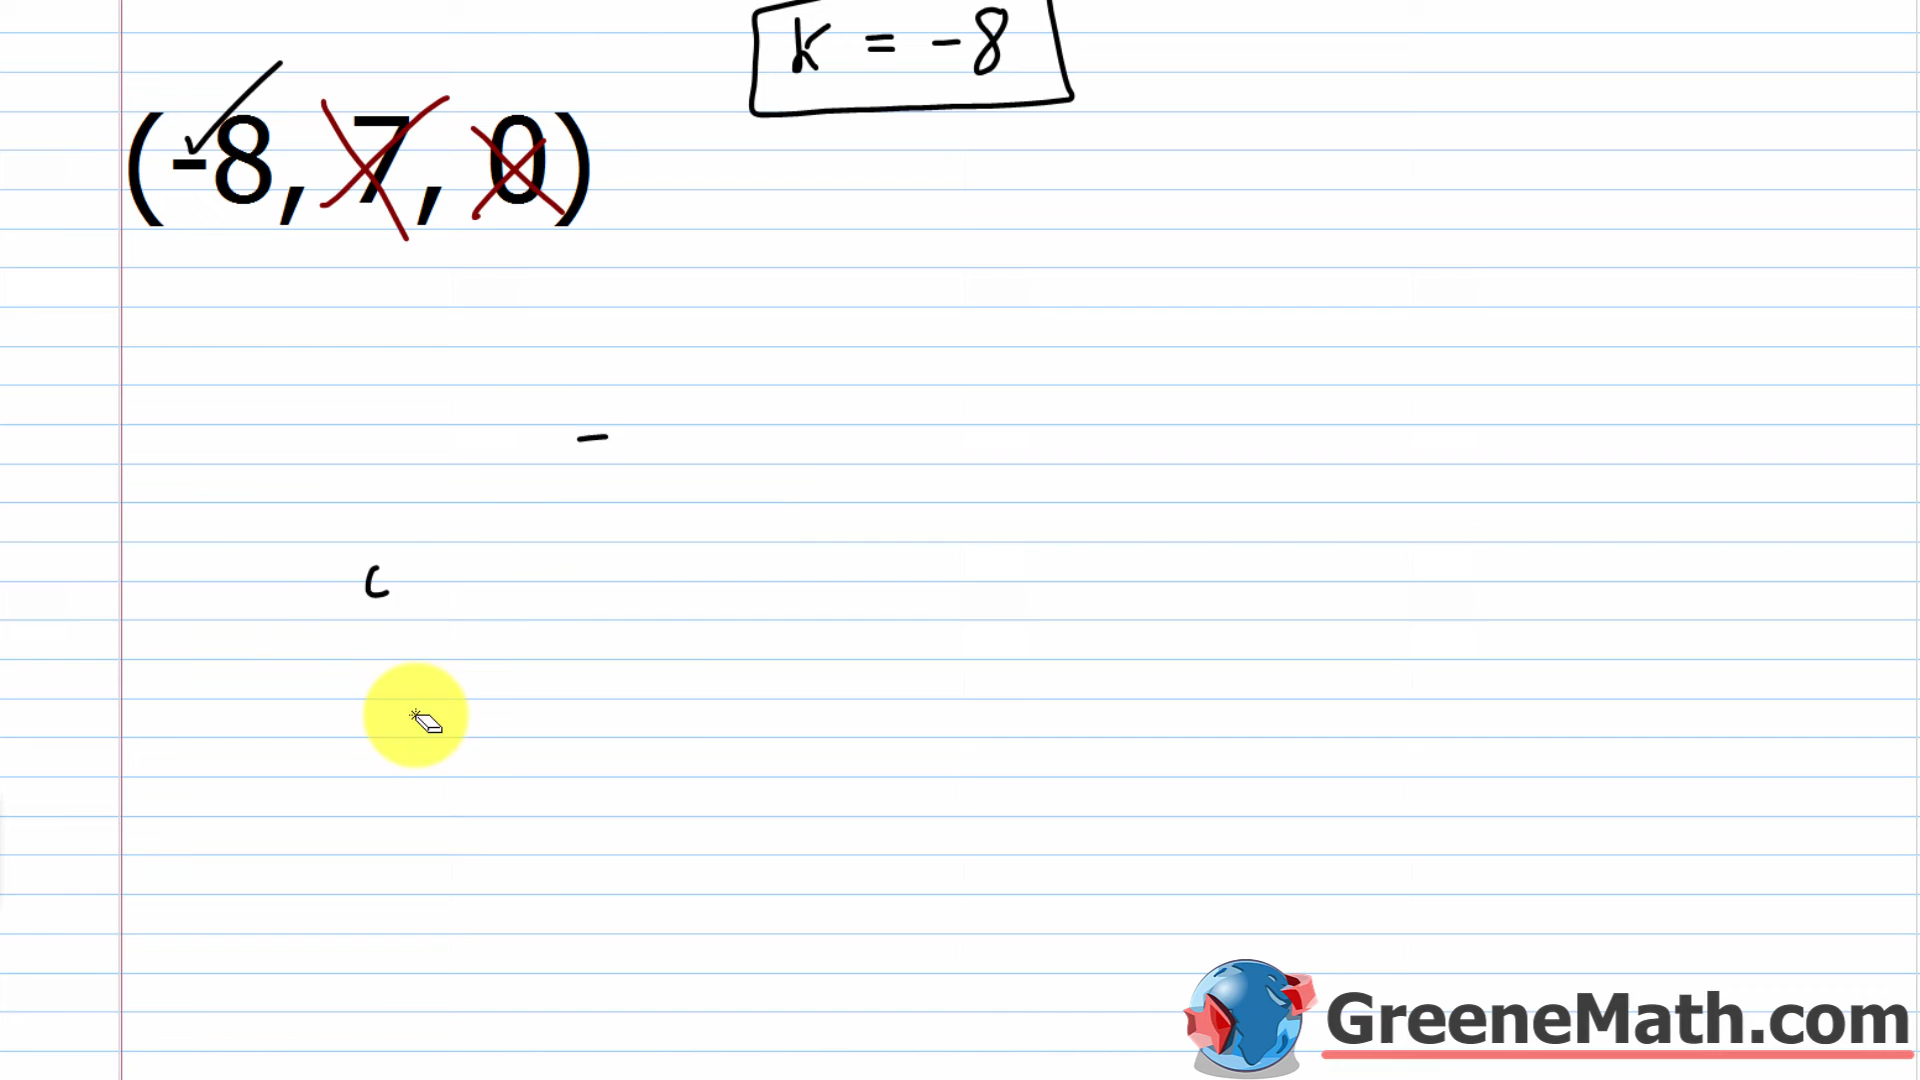 k = -8
(-8, 7, 0)
-
c
GreeneMath.com